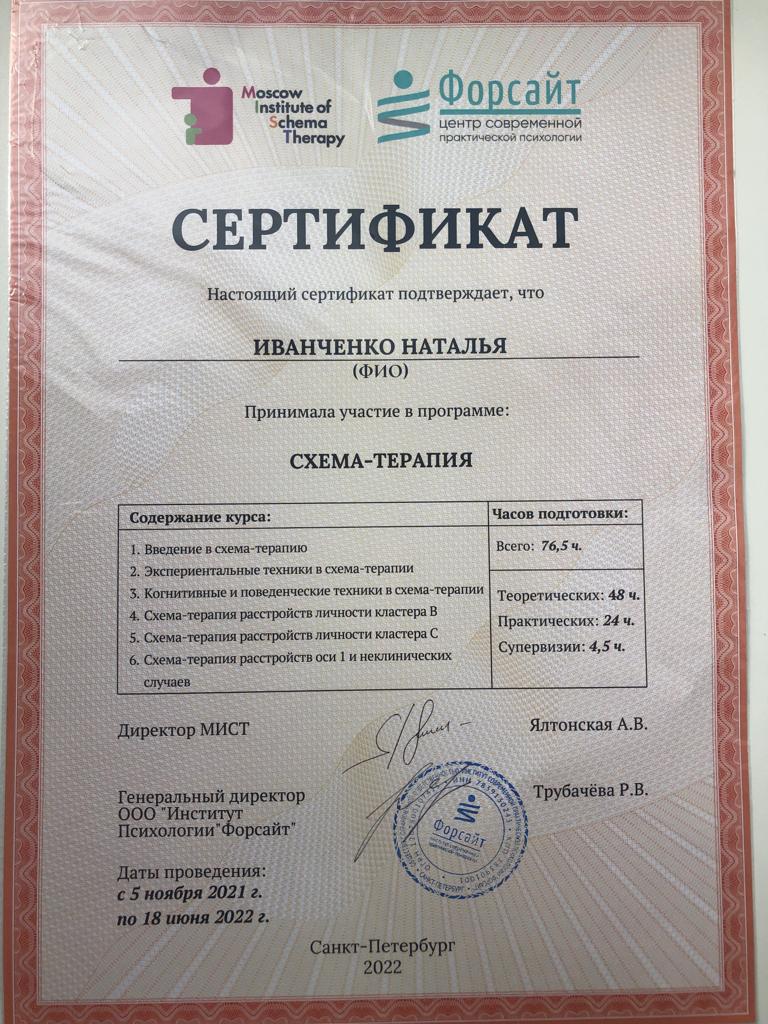 Moscow
Institute of
Schema
Therapy
Форсайт
центр современной
практической психологии
СЕРТИФИКАТ
Настоящий сертификат подтверждает, что
ИВАНЧЕНКО НАТАЛЬЯ
(ФИО)
Принимала участие в программе:
СХЕМА-ТЕРАПИЯ
Содержание курса:
1. Введение в схема-терапию
2. Экспериентальные техники в схема-терапии
3. Когнитивные и поведенческие техники в схема-терапии
4. Схема-терапия расстройств личности кластера B
5. Схема-терапия расстройств личности кластера C
6. Схема-терапия расстройств оси 1 и неклинических
случаев
Часов подготовки:
Всего: 76,5 ч.
Теоретических: 48 ч.
Практических: 24 ч.
Супервизии: 4,5 ч.
Директор МИСТ
Ялтонская А.В.
Генеральный директор
ООО "Институт
Психологии"Форсайт"
Трубачёва Р.В.
Форсайт
САНКТ-ПЕТЕРБУРГ
Даты проведения:
с 5 ноября 2021 г.
по 18 июня 2022 г.
Санкт-Петербург
2022